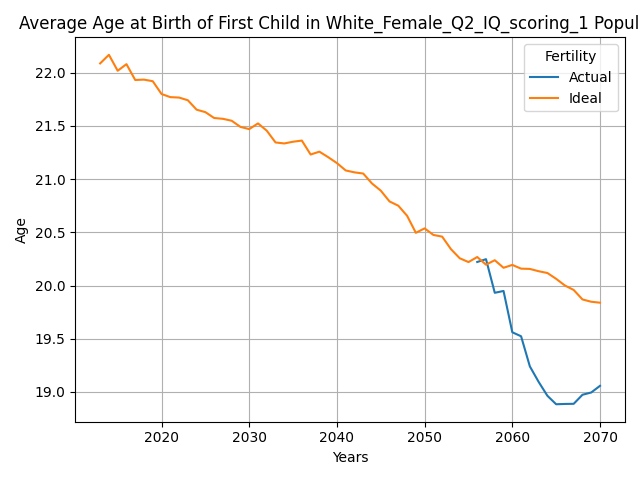 Average Age at Birth of First Child in White_Female_Q2_IQ_scoring_1 Popul
Fertility
Actual
Ideal
Age
22.0
21.5
21.0
20.5
20.0
19.5
19.0
2020 2030 2040 2050 2060 2070
Years